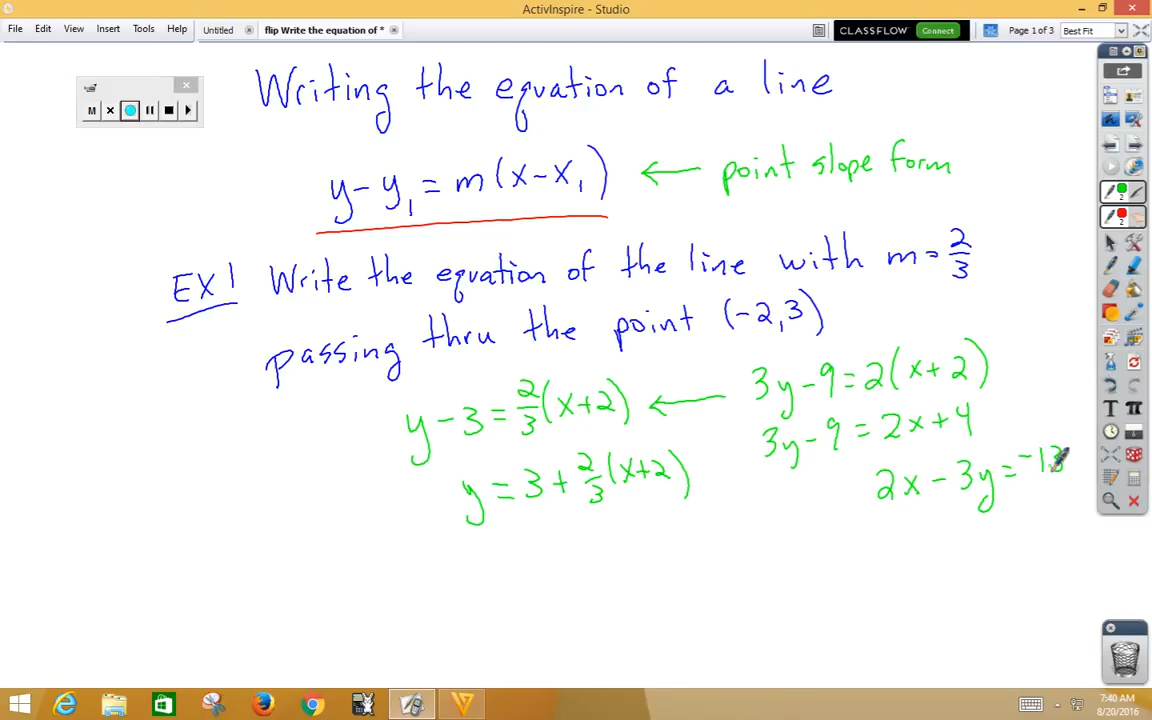 ActivInspire - Studio
File Edit View Insert Tools Help
Untitled
flip Write the equation of *
CLASSFLOW Connect
Page 1 of 3
Best Fit
M
Writing the equation of a line
y - y₁ = m(x - x₁) ← point slope form
EX1 Write the equation of the line with m = 2/3
passing thru the point (-2, 3)
y - 3 = 2/3 (x + 2) ←
y = 3 + 2/3 (x + 2)
3y - 9 = 2(x + 2)
3y - 9 = 2x + 4
2x - 3y = -13
2
2
7:40 AM
8/20/2016